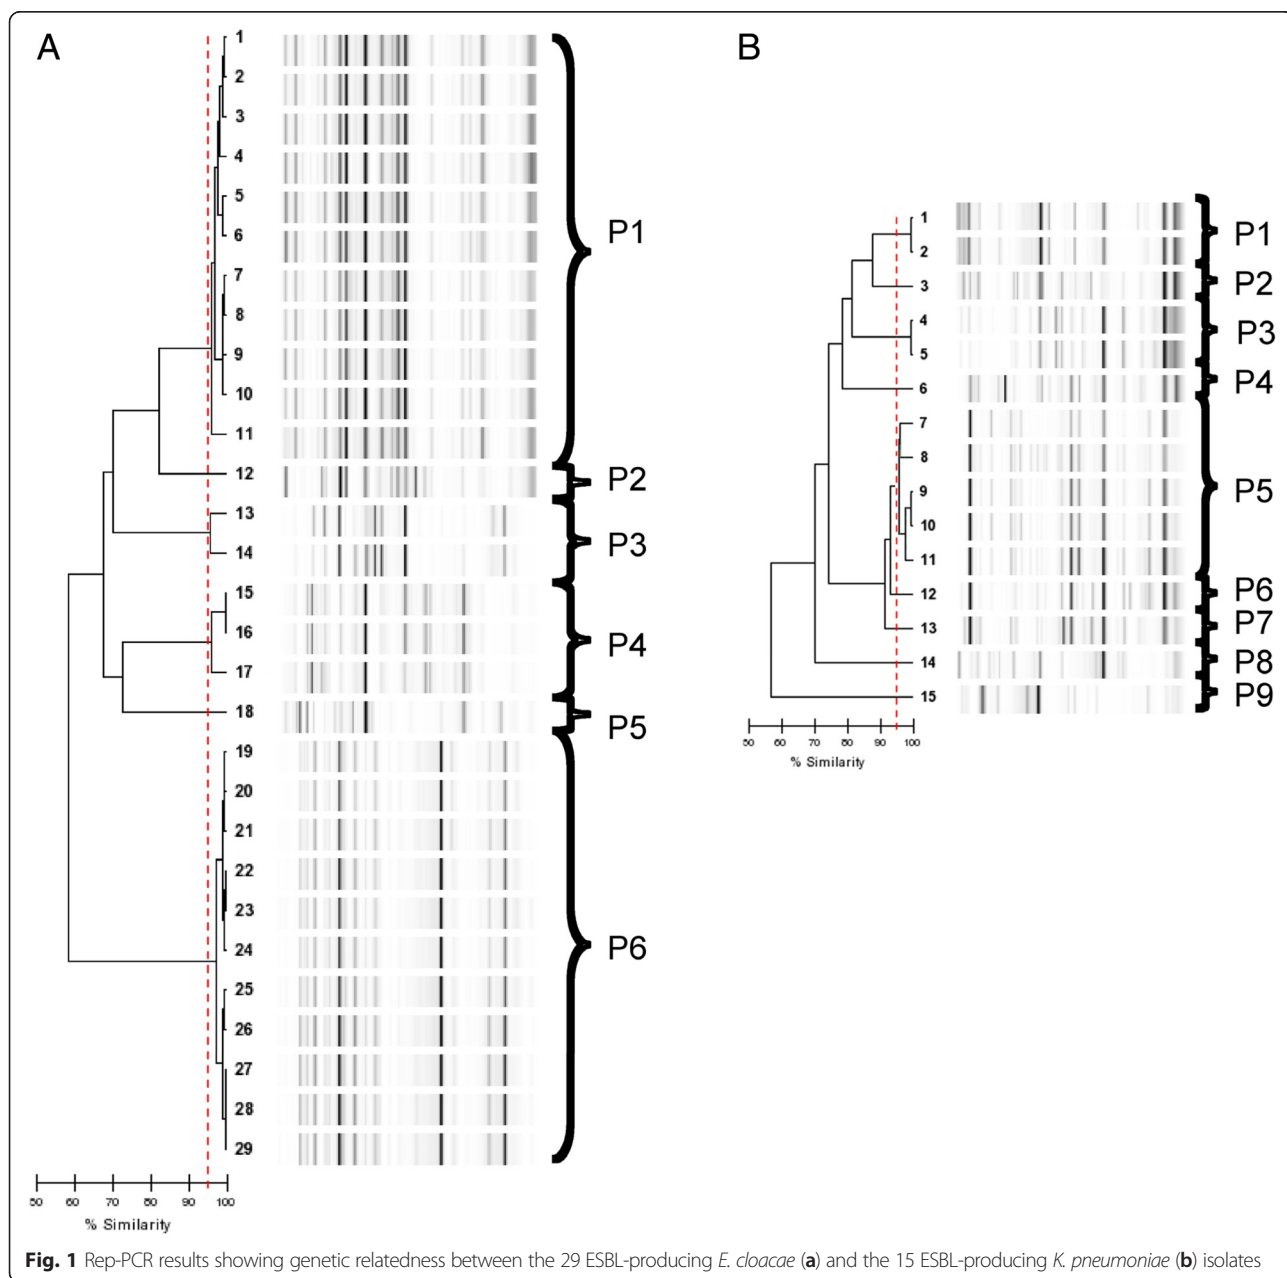 A
1
2
3
4
5
6
7
8
9
10
11
12
13
14
15
16
17
18
19
20
21
22
23
24
25
26
27
28
29
P1
P2
P3
P4
P5
P6
50 60 70 80 90 100
% Similarity
B
1
2
3
4
5
6
7
8
9
10
11
12
13
14
15
P1
P2
P3
P4
P5
P6
P7
P8
P9
50 60 70 80 90 100
% Similarity
Fig. 1 Rep-PCR results showing genetic relatedness between the 29 ESBL-producing E. cloacae (a) and the 15 ESBL-producing K. pneumoniae (b) isolates